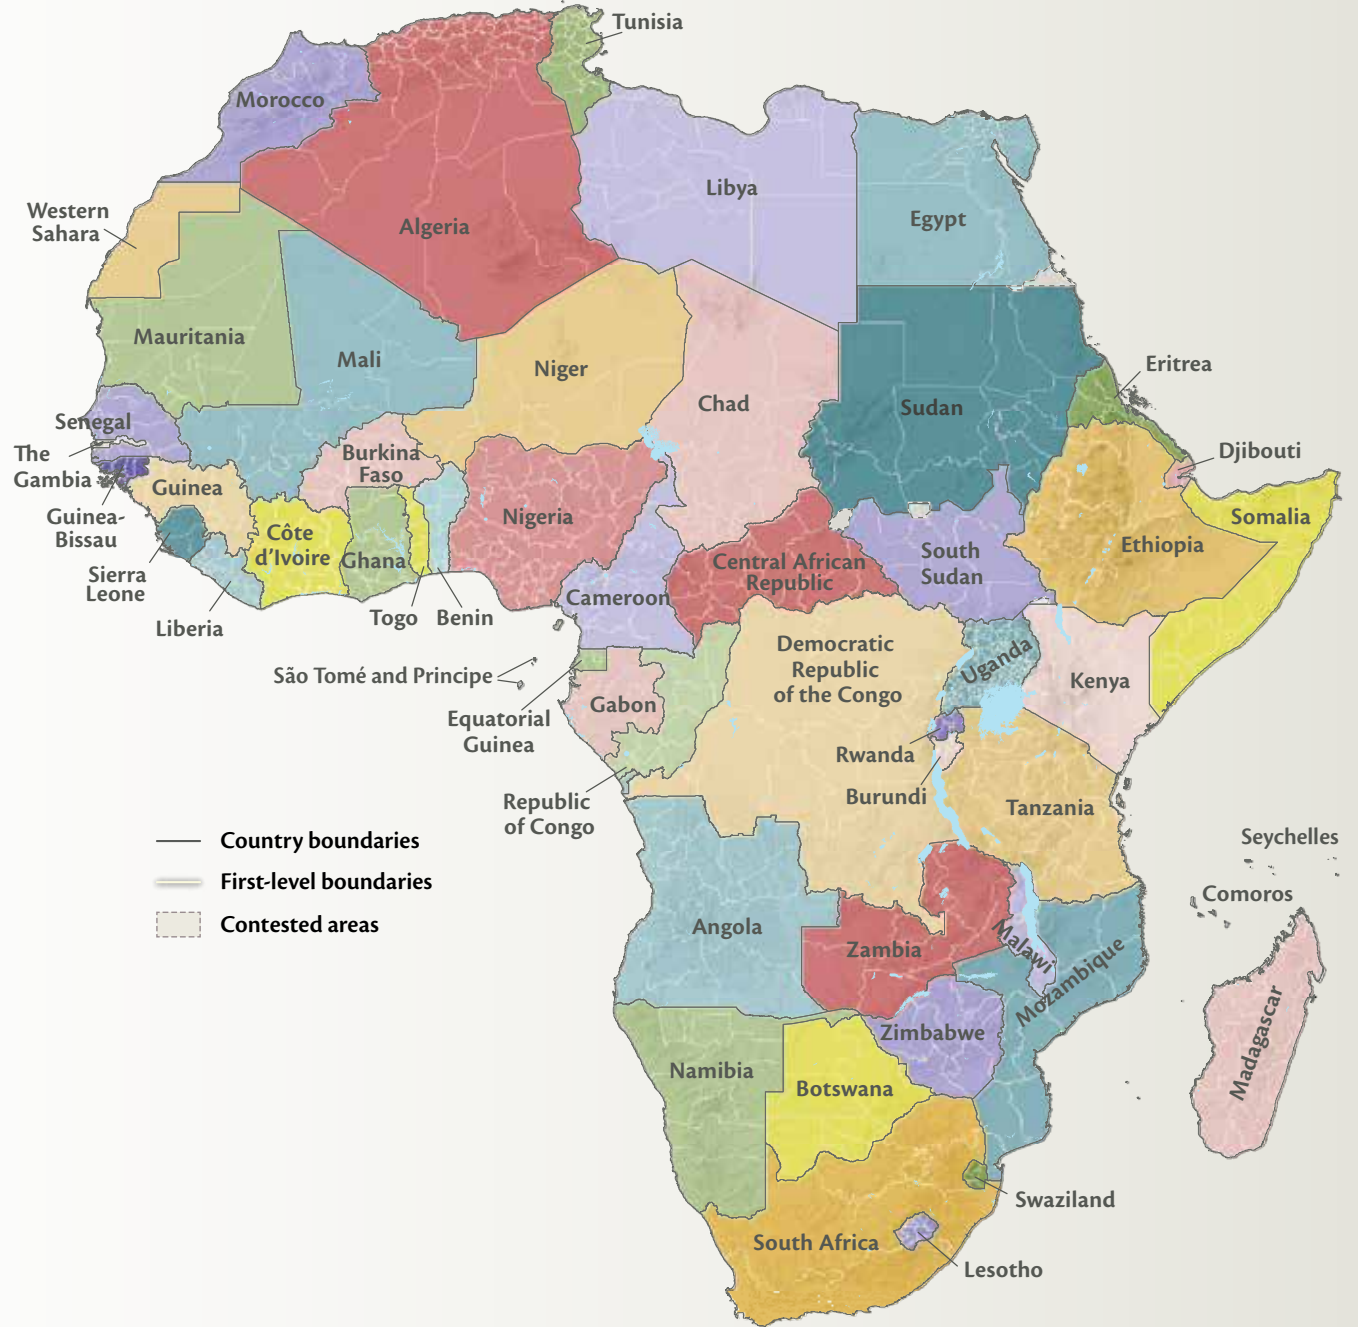 Tunisia
Morocco
Libya
Western
Sahara
Algeria
Egypt
Mauritania
Mali
Niger
Chad
Sudan
Eritrea
Senegal
The
Gambia
Burkina
Faso
Djibouti
Guinea
Guinea-
Bissau
Nigeria
Somalia
Côte
d'Ivoire
Ghana
Ethiopia
South
Sudan
Central African
Republic
Sierra
Leone
Cameroon
Liberia
Togo
Benin
Democratic
Republic
of the Congo
Uganda
Kenya
São Tomé and Principe
Gabon
Equatorial
Guinea
Rwanda
Burundi
Republic
of Congo
Tanzania
Country boundaries
First-level boundaries
Contested areas
Seychelles
Comoros
Angola
Zambia
Malawi
Mozambique
Zimbabwe
Madagascar
Namibia
Botswana
Swaziland
South Africa
Lesotho